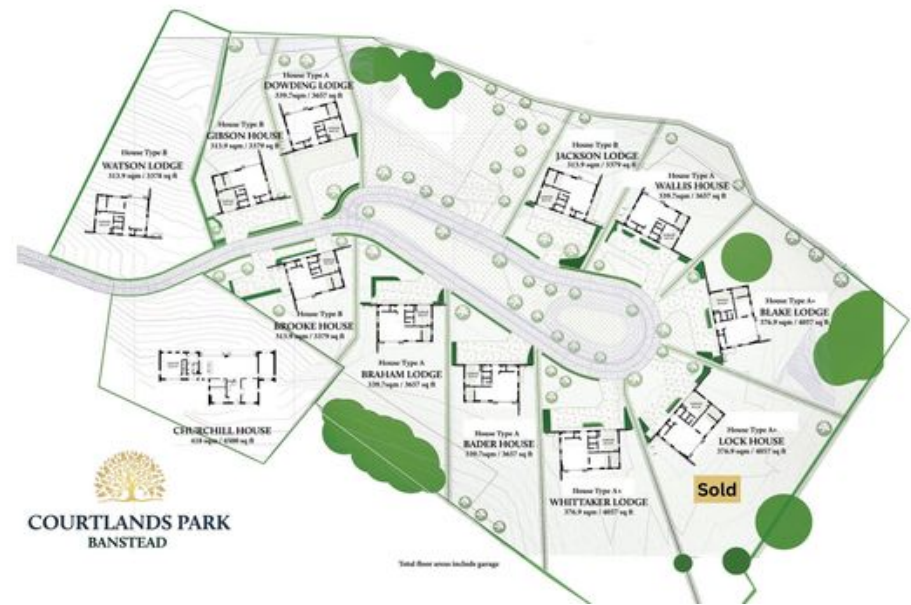 House Type A
DOWDING LODGE
339.7sqm / 3657 sq ft
House Type B
GIBSON HOUSE
313.9 sqm / 3379 sq ft
House Type B
WATSON LODGE
313.9 sqm / 3378 sq ft
House Type B
JACKSON LODGE
313.9 sqm / 3379 sq ft
House Type A
WALLIS HOUSE
339.7sqm / 3657 sq ft
House Type A+
BLAKE LODGE
376.9 sqm / 4057 sq ft
House Type B
BROOKE HOUSE
313.9 sqm / 3379 sq ft
House Type A
BRAHAM LODGE
339.7sqm / 3657 sq ft
CHURCHILL HOUSE
418 sqm / 4500 sq ft
House Type A
BADER HOUSE
339.7sqm / 3657 sq ft
House Type A+
LOCK HOUSE
376.9 sqm / 4057 sq ft
Sold
House Type A+
WHITTAKER LODGE
376.9 sqm / 4057 sq ft
COURTLANDS PARK
BANSTEAD
Total floor areas include garage